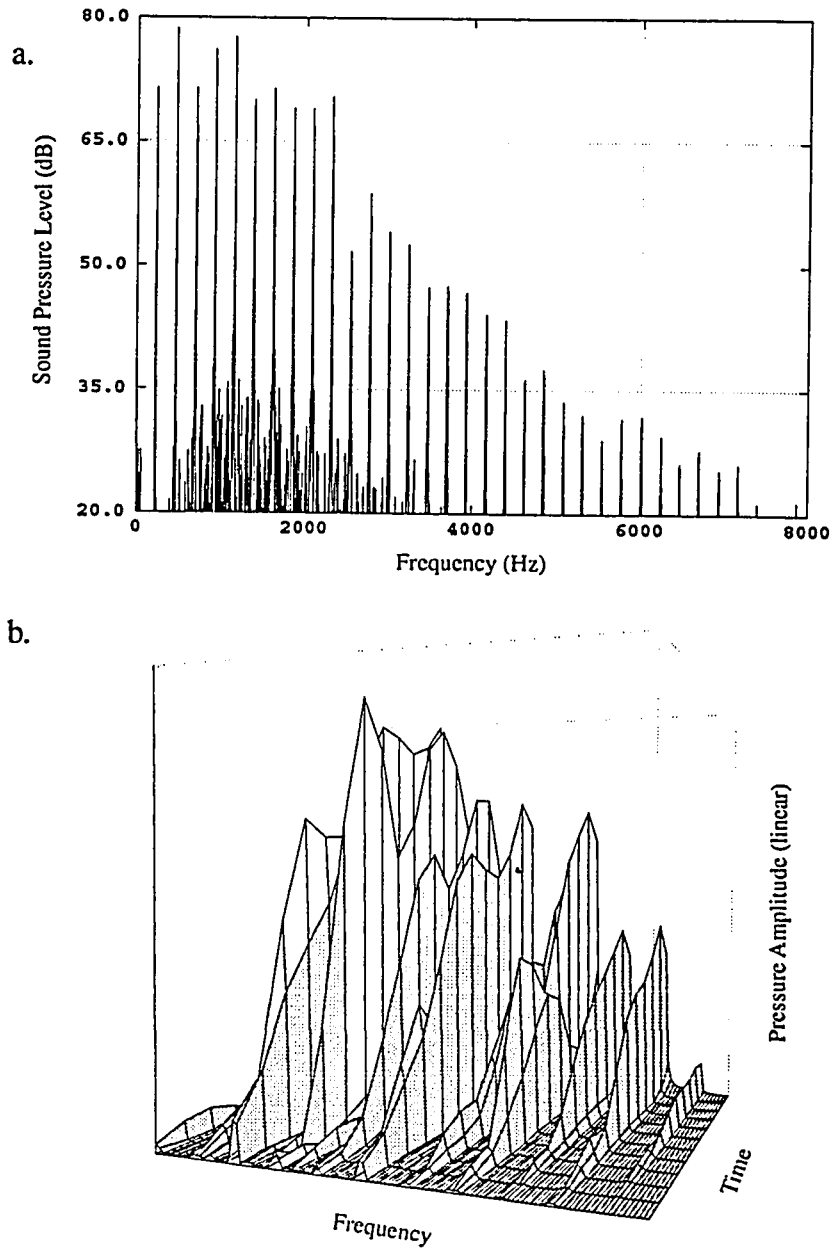 a.
80.0
65.0
50.0
35.0
20.0
Sound Pressure Level (dB)
0 2000 4000 6000 8000
Frequency (Hz)
b.
Pressure Amplitude (linear)
Time
Frequency